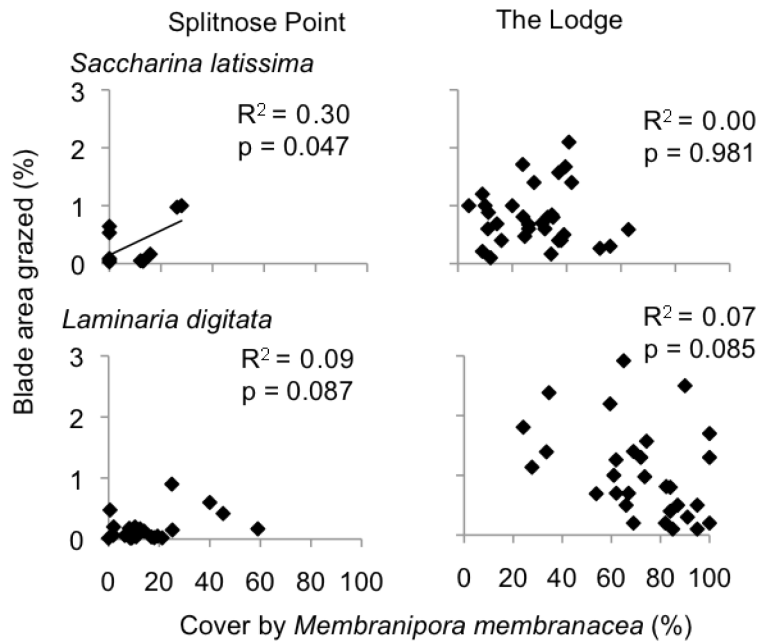 Splitnose Point
The Lodge
Saccharina latissima
3
2
1
0
R² = 0.30
p = 0.047
R² = 0.00
p = 0.981
Blade area grazed (%)
Laminaria digitata
3
2
1
0
R² = 0.09
p = 0.087
R² = 0.07
p = 0.085
0 20 40 60 80 100
0 20 40 60 80 100
Cover by Membranipora membranacea (%)